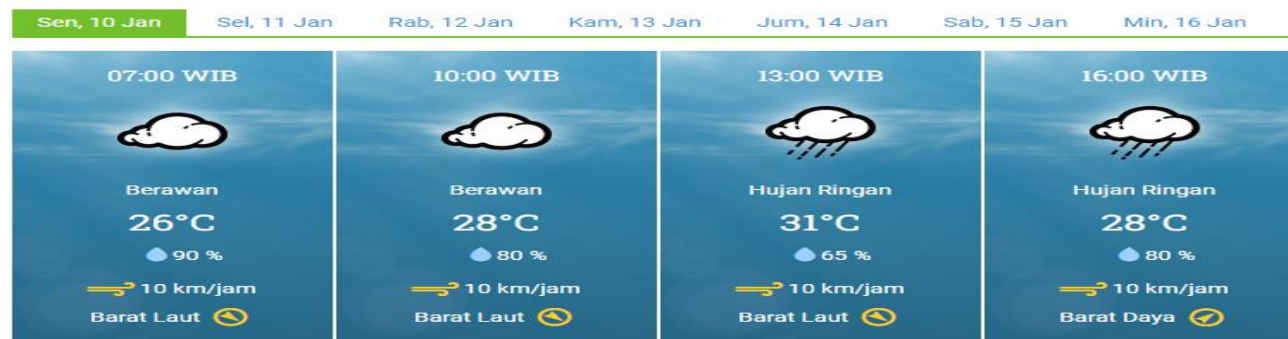 Sen, 10 Jan Sel, 11 Jan Rab, 12 Jan Kam, 13 Jan Jum, 14 Jan Sab, 15 Jan Min, 16 Jan
07:00 WIB
Berawan
26°C
90 %
10 km/jam
Barat Laut
10:00 WIB
Berawan
28°C
80 %
10 km/jam
Barat Laut
13:00 WIB
Hujan Ringan
31°C
65 %
10 km/jam
Barat Laut
16:00 WIB
Hujan Ringan
28°C
80 %
10 km/jam
Barat Daya